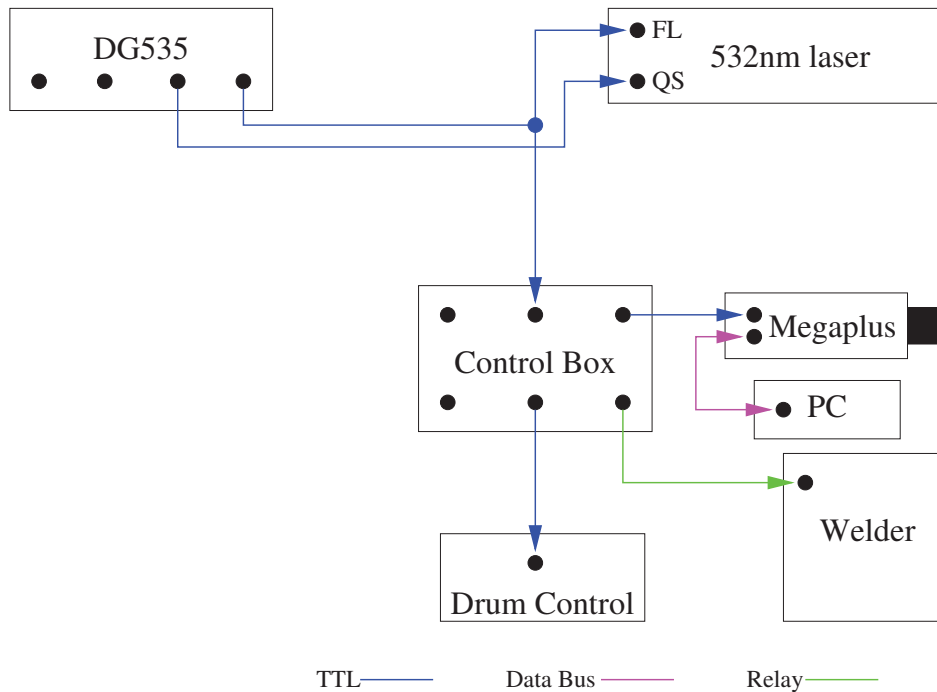 DG535
FL
532nm laser
QS
Megaplus
Control Box
PC
Welder
Drum Control
TTL
Data Bus
Relay